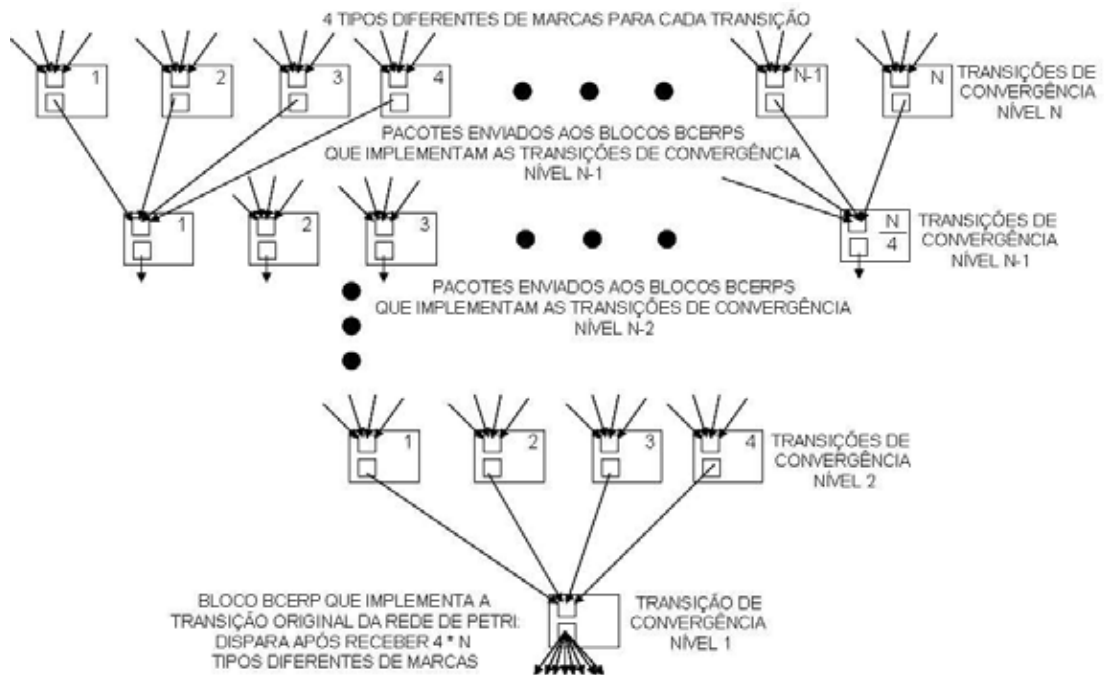 4 TIPOS DIFERENTES DE MARCAS PARA CADA TRANSIÇÃO
1
2
3
4
N-1
N
TRANSIÇÕES DE
CONVERGÊNCIA
NÍVEL N
PACOTES ENVIADOS AOS BLOCOS BCERPS
QUE IMPLEMENTAM AS TRANSIÇÕES DE CONVERGÊNCIA
NÍVEL N-1
1
2
3
N
4
TRANSIÇÕES DE
CONVERGÊNCIA
NÍVEL N-1
PACOTES ENVIADOS AOS BLOCOS BCERPS
QUE IMPLEMENTAM AS TRANSIÇÕES DE CONVERGÊNCIA
NÍVEL N-2
1
2
3
4
TRANSIÇÕES DE
CONVERGÊNCIA
NÍVEL 2
BLOCO BCERP QUE IMPLEMENTA A
TRANSIÇÃO ORIGINAL DA REDE DE PETRI:
DISPARA APÓS RECEBER 4 * N
TIPOS DIFERENTES DE MARCAS
TRANSIÇÃO DE
CONVERGÊNCIA
NÍVEL 1